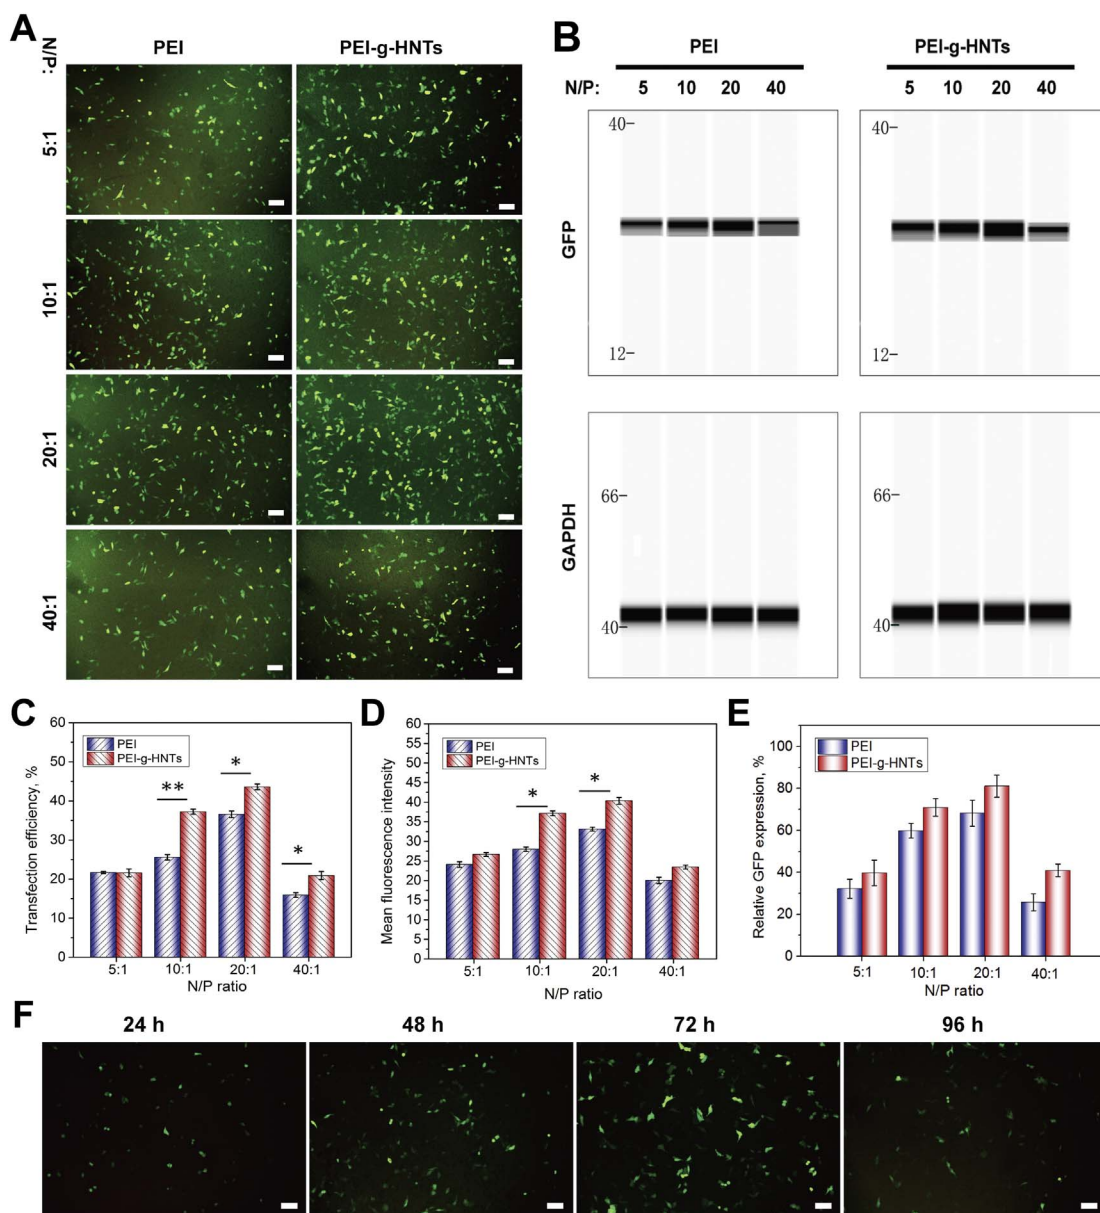 A
PEI PEI-g-HNTs
N/P:
5:1
10:1
20:1
40:1
B
PEI PEI-g-HNTs
N/P: 5 10 20 40 5 10 20 40
GFP
40 40
12 12
GAPDH
66 66
40 40
C
PEI
PEI-g-HNTs
Transfection efficiency, %
60
50
40
30
20
10
0
** * *
5:1 10:1 20:1 40:1
N/P ratio
D
PEI
PEI-g-HNTs
Mean fluorescence intensity
65
60
55
50
45
40
35
30
25
20
15
10
5
0
* *
5:1 10:1 20:1 40:1
N/P ratio
E
PEI
PEI-g-HNTs
Relative GFP expression, %
100
80
60
40
20
0
5:1 10:1 20:1 40:1
N/P ratio
F
24 h 48 h 72 h 96 h